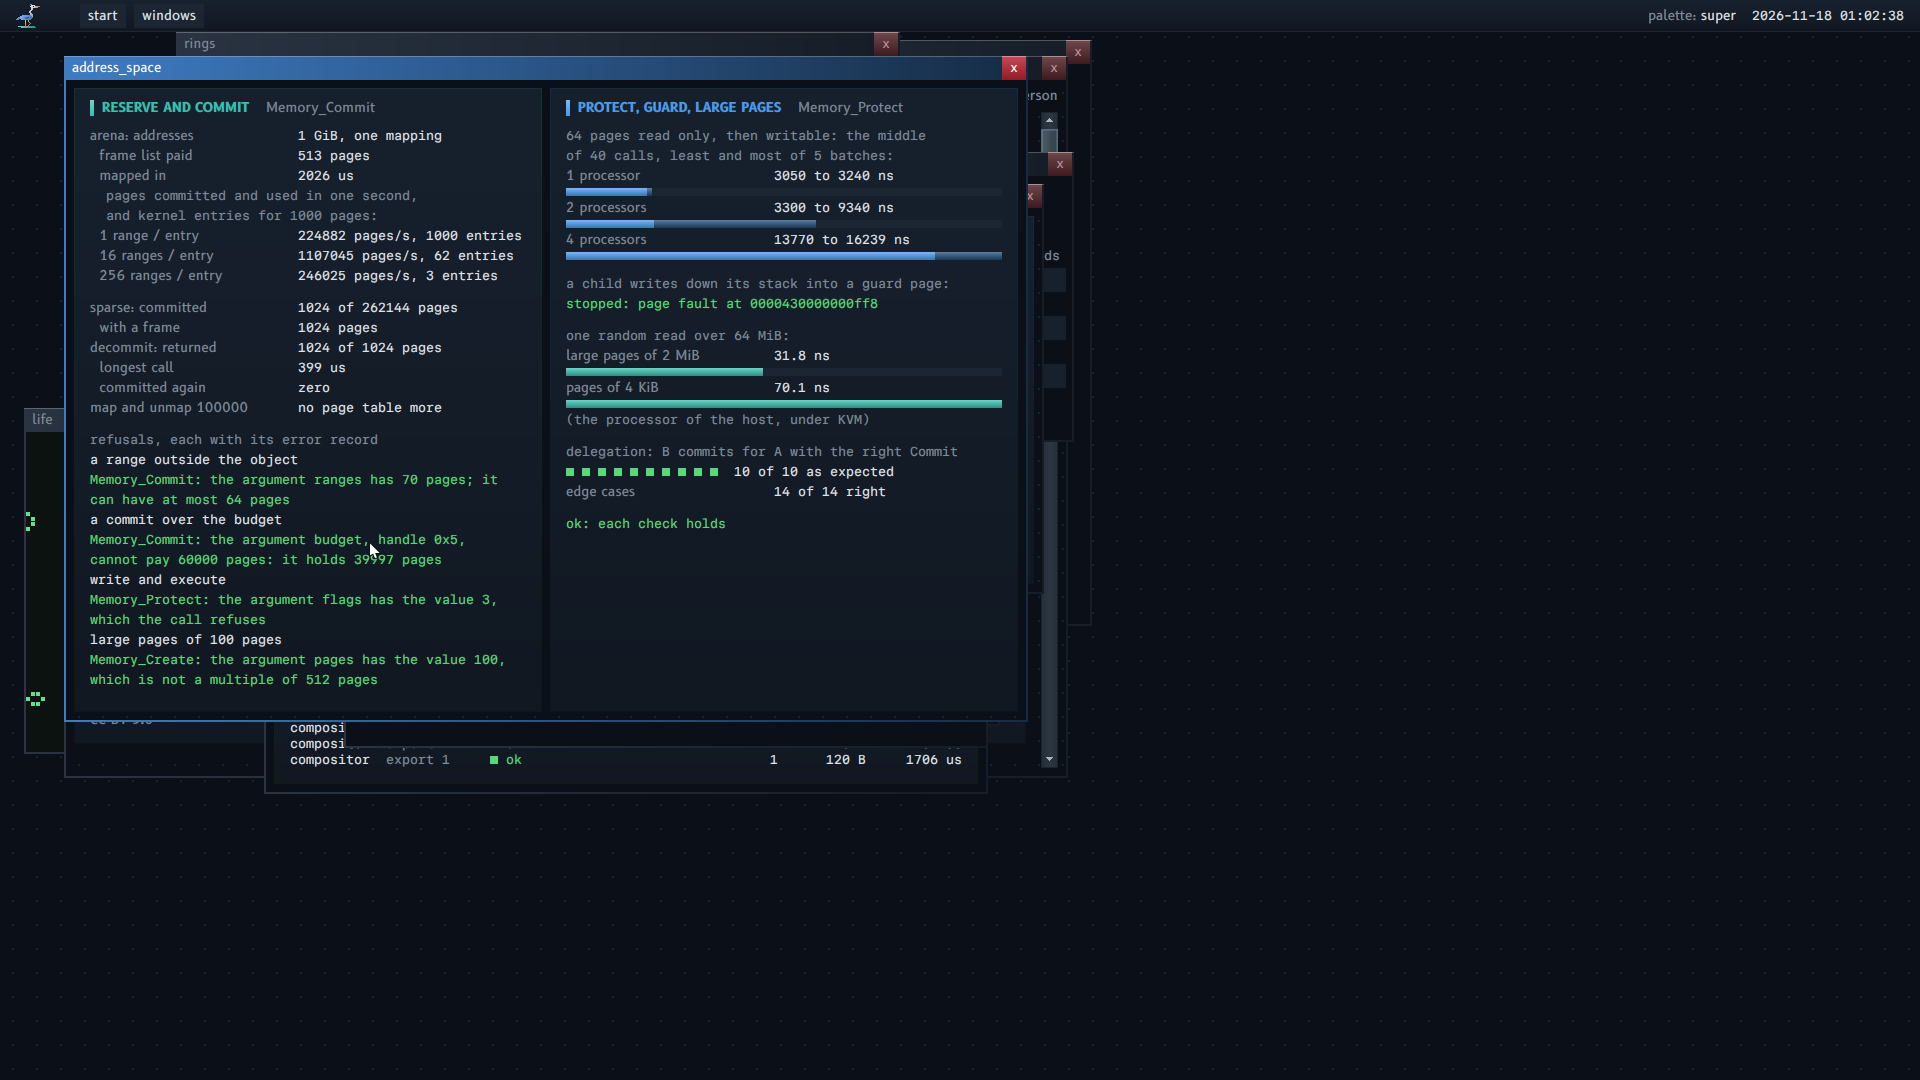 start windows palette: super 2026-11-18 01:02:38
rings x
x
address_space x
x
RESERVE AND COMMIT Memory_Commit
arena: addresses 1 GiB, one mapping
frame list paid 513 pages
mapped in 2026 us
pages committed and used in one second,
and kernel entries for 1000 pages:
1 range / entry 224882 pages/s, 1000 entries
16 ranges / entry 1107045 pages/s, 62 entries
256 ranges / entry 246025 pages/s, 3 entries
sparse: committed 1024 of 262144 pages
with a frame 1024 pages
decommit: returned 1024 of 1024 pages
longest call 399 us
committed again zero
map and unmap 100000 no page table more
refusals, each with its error record
a range outside the object
Memory_Commit: the argument ranges has 70 pages; it
can have at most 64 pages
a commit over the budget
Memory_Commit: the argument budget, handle 0x5,
cannot pay 60000 pages: it holds 39997 pages
write and execute
Memory_Protect: the argument flags has the value 3,
which the call refuses
large pages of 100 pages
Memory_Create: the argument pages has the value 100,
which is not a multiple of 512 pages
PROTECT, GUARD, LARGE PAGES Memory_Protect
64 pages read only, then writable: the middle
of 40 calls, least and most of 5 batches:
1 processor 3050 to 3240 ns
2 processors 3300 to 9340 ns
4 processors 13770 to 16239 ns
a child writes down its stack into a guard page:
stopped: page fault at 0000430000000ff8
one random read over 64 MiB:
large pages of 2 MiB 31.8 ns
pages of 4 KiB 70.1 ns
(the processor of the host, under KVM)
delegation: B commits for A with the right Commit
10 of 10 as expected
edge cases 14 of 14 right
ok: each check holds
erson
x
x
ds
life
composi
composi
compositor export 1 ok 1 120 B 1706 us